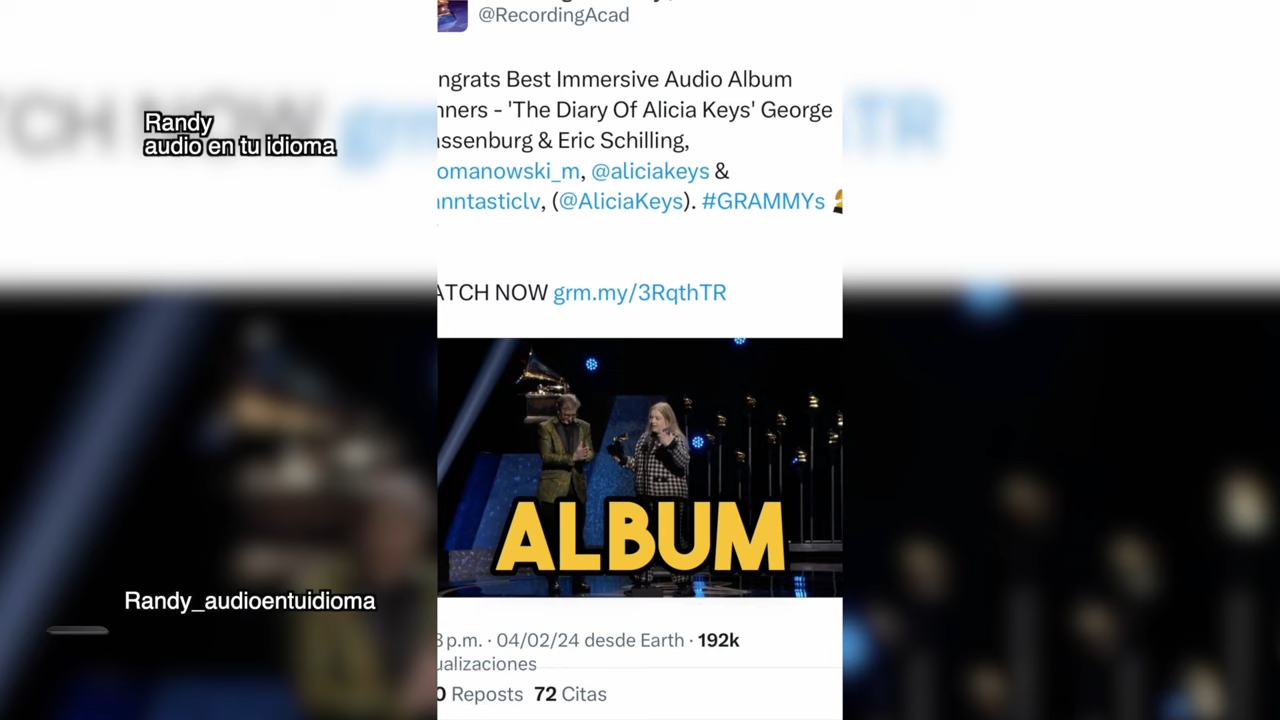 @RecordingAcad
ngrats Best Immersive Audio Album
nners - 'The Diary Of Alicia Keys' George
ssenburg & Eric Schilling,
omanowski_m, @aliciakeys &
nntasticlv, (@AliciaKeys). #GRAMMYs
ATCH NOW grm.my/3RqthTR
Randy
audio en tu idioma
ALBUM
Randy_audioentuidioma
p.m. · 04/02/24 desde Earth · 192k
ualizaciones
0 Reposts 72 Citas